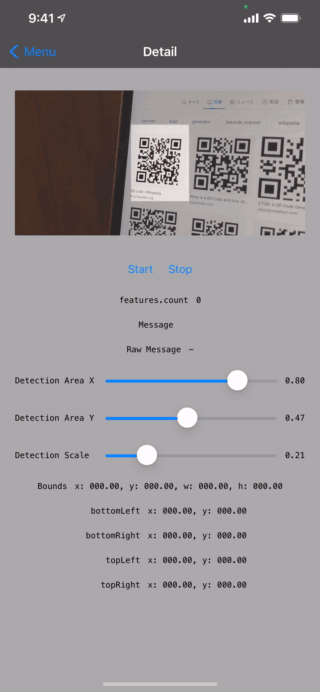 9:41
Menu
Detail
wikipedia
Start Stop
features.count 0
Message
Raw Message -
Detection Area X 0.80
Detection Area Y 0.47
Detection Scale 0.21
Bounds x: 000.00, y: 000.00, w: 000.00, h: 000.00
bottomLeft x: 000.00, y: 000.00
bottomRight x: 000.00, y: 000.00
topLeft x: 000.00, y: 000.00
topRight x: 000.00, y: 000.00